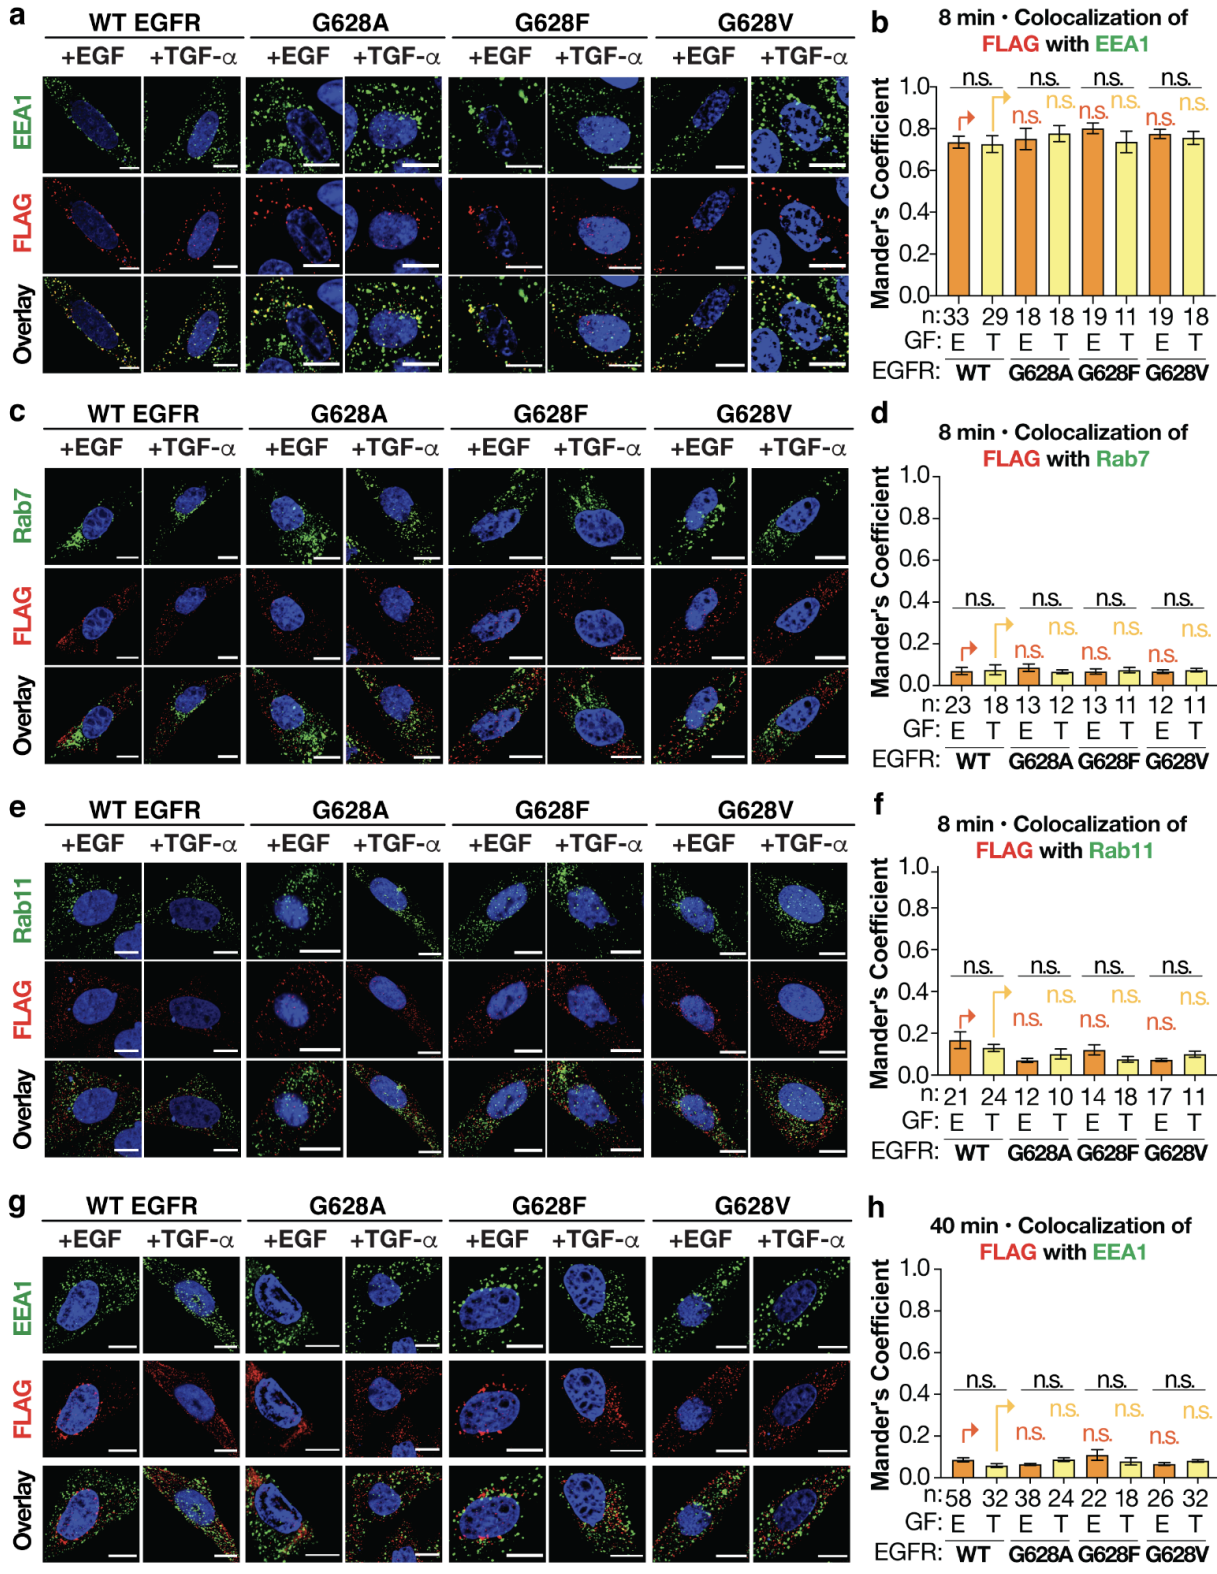 a
WT EGFR G628A G628F G628V
+EGF +TGF-α +EGF +TGF-α +EGF +TGF-α +EGF +TGF-α
EEA1
FLAG
Overlay
b
8 min • Colocalization of
FLAG with EEA1
Mander's Coefficient
1.0
0.8
0.6
0.4
0.2
0.0
n.s. n.s. n.s. n.s.
n.s. n.s. n.s.
n.s. n.s. n.s.
n: 33 29 18 18 19 11 19 18
GF: E T E T E T E T
EGFR: WT G628A G628F G628V
c
WT EGFR G628A G628F G628V
+EGF +TGF-α +EGF +TGF-α +EGF +TGF-α +EGF +TGF-α
Rab7
FLAG
Overlay
d
8 min • Colocalization of
FLAG with Rab7
Mander's Coefficient
1.0
0.8
0.6
0.4
0.2
0.0
n.s. n.s. n.s. n.s.
n.s. n.s. n.s.
n.s. n.s. n.s.
n: 23 18 13 12 13 11 12 11
GF: E T E T E T E T
EGFR: WT G628A G628F G628V
e
WT EGFR G628A G628F G628V
+EGF +TGF-α +EGF +TGF-α +EGF +TGF-α +EGF +TGF-α
Rab11
FLAG
Overlay
f
8 min • Colocalization of
FLAG with Rab11
Mander's Coefficient
1.0
0.8
0.6
0.4
0.2
0.0
n.s. n.s. n.s. n.s.
n.s. n.s. n.s.
n.s. n.s. n.s.
n: 21 24 12 10 14 18 17 11
GF: E T E T E T E T
EGFR: WT G628A G628F G628V
g
WT EGFR G628A G628F G628V
+EGF +TGF-α +EGF +TGF-α +EGF +TGF-α +EGF +TGF-α
EEA1
FLAG
Overlay
h
40 min • Colocalization of
FLAG with EEA1
Mander's Coefficient
1.0
0.8
0.6
0.4
0.2
0.0
n.s. n.s. n.s. n.s.
n.s. n.s. n.s.
n.s. n.s. n.s.
n: 58 32 38 24 22 18 26 32
GF: E T E T E T E T
EGFR: WT G628A G628F G628V